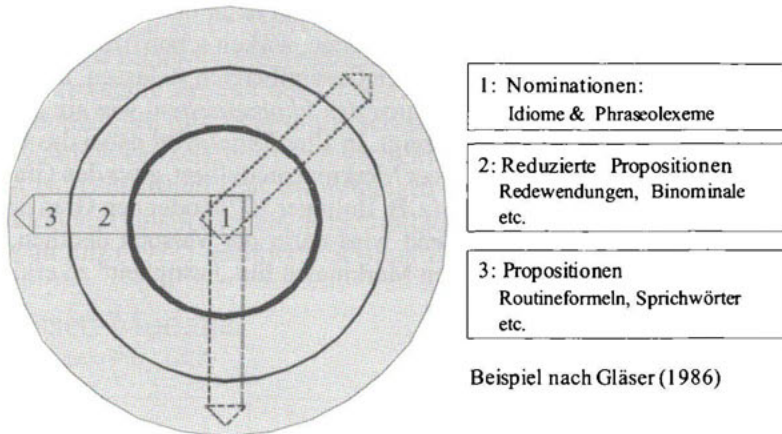 3 2 1
1: Nominationen:
Idiome & Phraseolexeme
2: Reduzierte Propositionen
Redewendungen, Binominale
etc.
3: Propositionen
Routineformeln, Sprichwörter
etc.
Beispiel nach Gläser (1986)